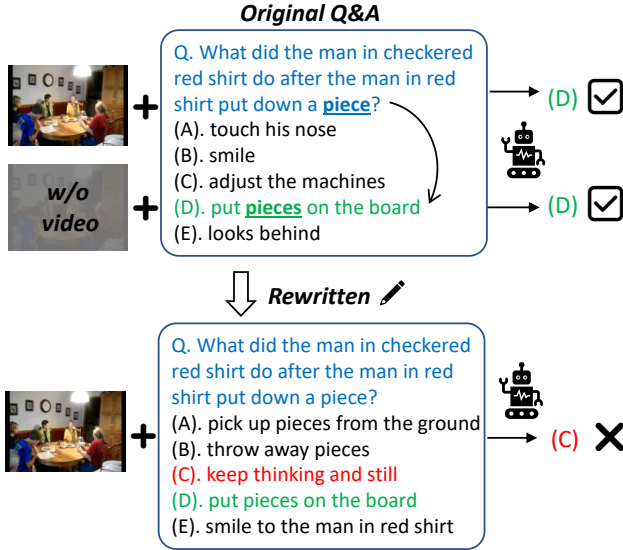 Original Q&A
Q. What did the man in checkered
red shirt do after the man in red
shirt put down a piece?
(A). touch his nose
(B). smile
(C). adjust the machines
(D). put pieces on the board
(E). looks behind
(D)
w/o
video
(D)
Rewritten
Q. What did the man in checkered
red shirt do after the man in red
shirt put down a piece?
(A). pick up pieces from the ground
(B). throw away pieces
(C). keep thinking and still
(D). put pieces on the board
(E). smile to the man in red shirt
(C)